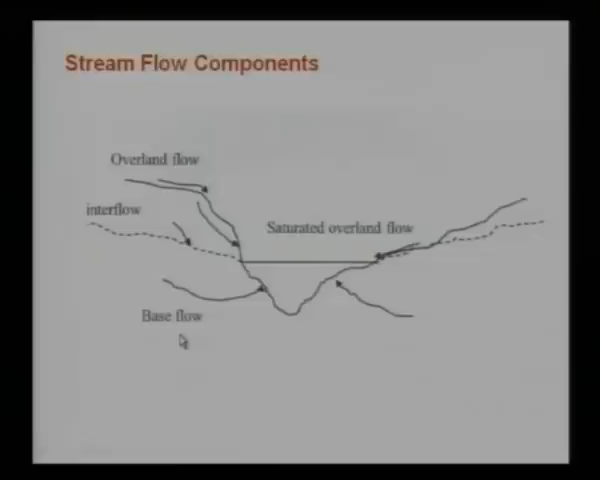 Stream Flow Components
Overland flow
interflow
Saturated overland flow
Base flow